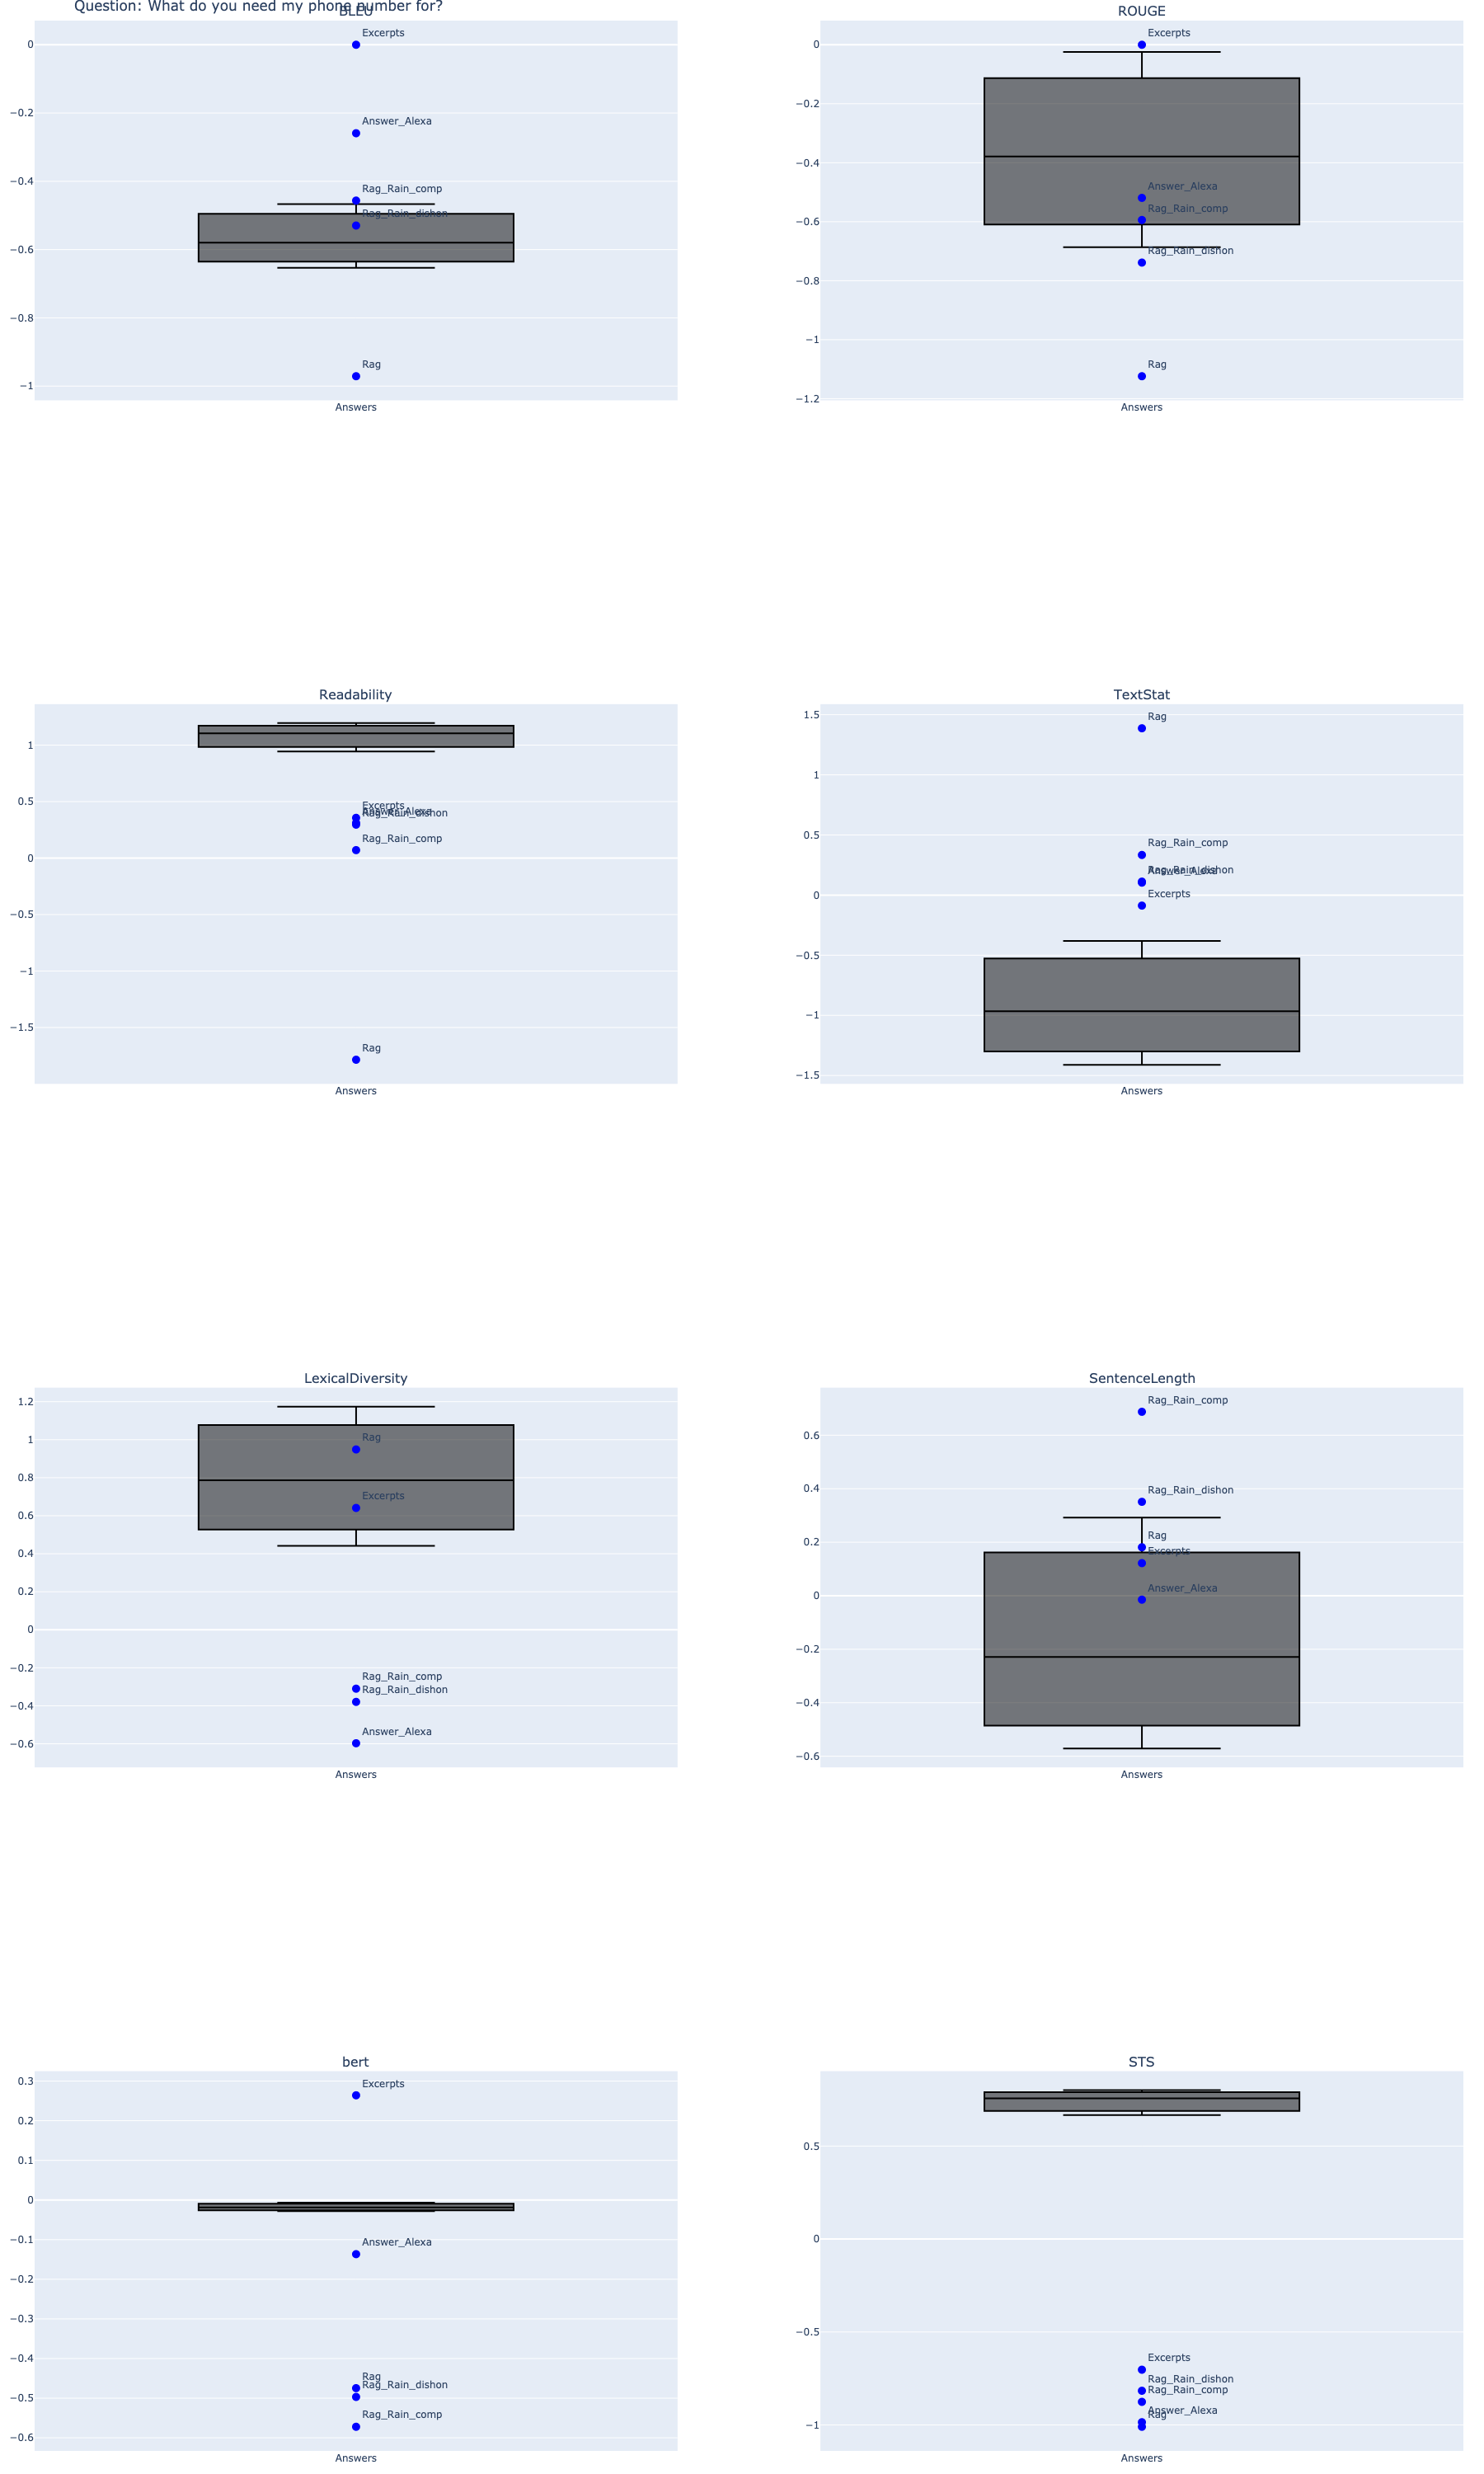 Question: What do you need my phone number for?
BLEU
ROUGE
0
−0.2
−0.4
−0.6
−0.8
−1
Excerpts
Answer_Alexa
Rag_Rain_comp
Rag_Rain_dishon
Rag
Answers
0
−0.2
−0.4
−0.6
−0.8
−1
−1.2
Excerpts
Answer_Alexa
Rag_Rain_comp
Rag_Rain_dishon
Rag
Answers
Readability
TextStat
1
0.5
0
−0.5
−1
−1.5
Excerpts
Answer_Alexa
Rag_Rain_dishon
Rag_Rain_comp
Rag
Answers
1.5
1
0.5
0
−0.5
−1
−1.5
Rag
Rag_Rain_comp
Rag_Rain_dishon
Answer_Alexa
Excerpts
Answers
LexicalDiversity
SentenceLength
1.2
1
0.8
0.6
0.4
0.2
0
−0.2
−0.4
−0.6
Rag
Excerpts
Rag_Rain_comp
Rag_Rain_dishon
Answer_Alexa
Answers
0.6
0.4
0.2
0
−0.2
−0.4
−0.6
Rag_Rain_comp
Rag_Rain_dishon
Rag
Excerpts
Answer_Alexa
Answers
bert
STS
0.3
0.2
0.1
0
−0.1
−0.2
−0.3
−0.4
−0.5
−0.6
Excerpts
Answer_Alexa
Rag
Rag_Rain_dishon
Rag_Rain_comp
Answers
0.5
0
−0.5
−1
Excerpts
Rag_Rain_dishon
Rag_Rain_comp
Answer_Alexa
Rag
Answers